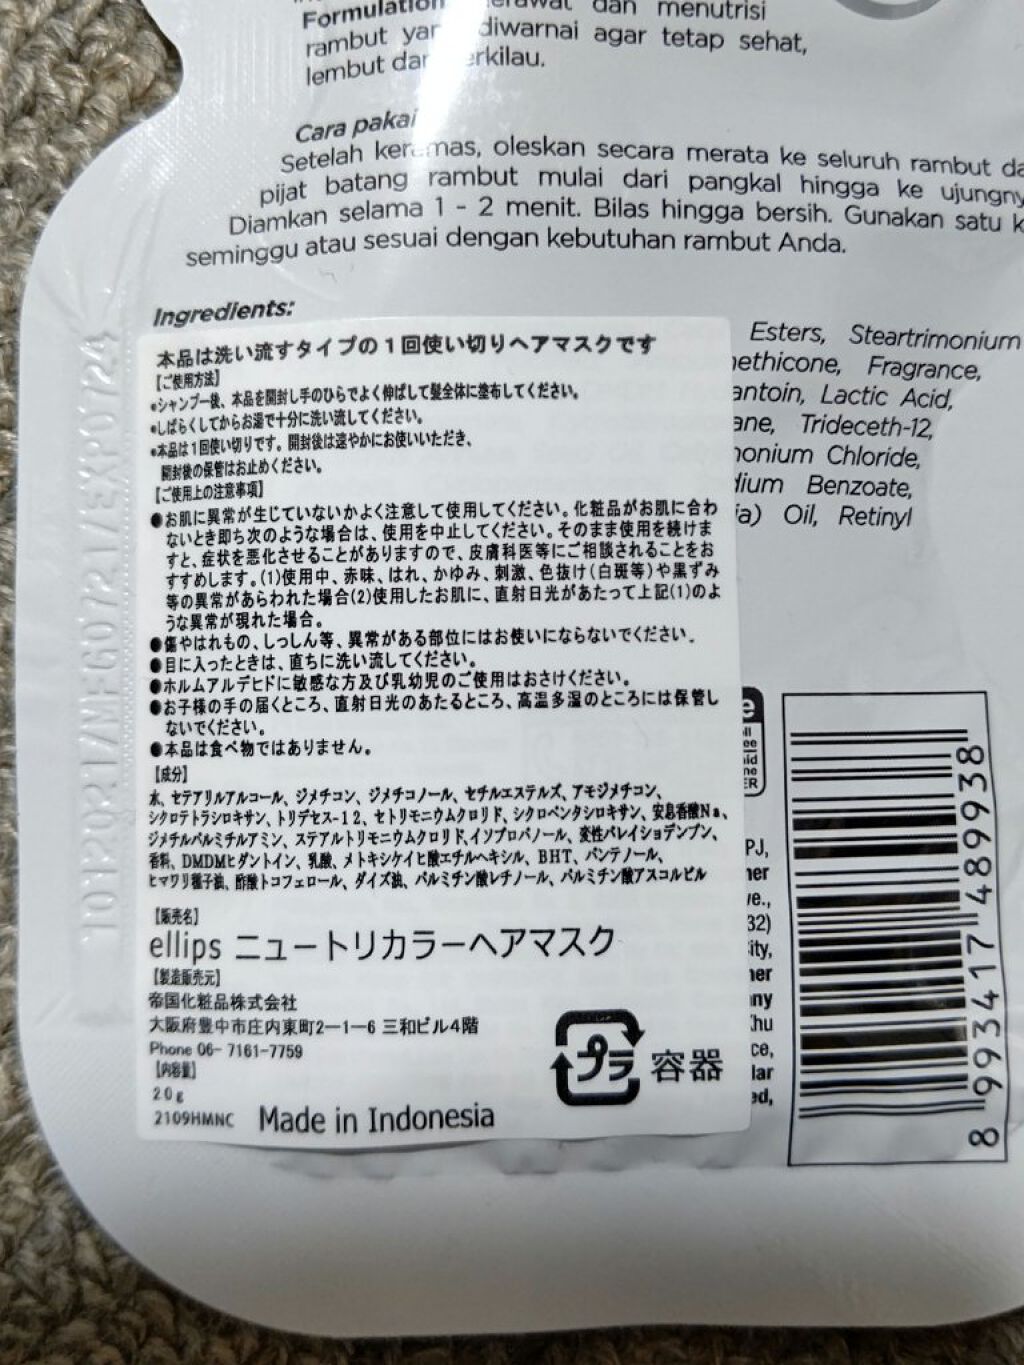 Formulation dan menutrisi
rambut diwarnai agar tetap sehat,
lembut dan berkilau.
Cara pakai
Setelah keramas, oleskan secara merata ke seluruh rambut
pijat batang rambut mulai dari pangkal hingga ke
Diamkan selama 1 - 2 menit. Bilas hingga bersih. Gunakan satu
seminggu atau sesuai dengan kebutuhan rambut Anda.
Ingredients:
Esters, Steartrimonium
Fragrance,
Lactic Acid,
Trideceth-12,
Chloride,
Benzoate,
Oil, Retinyl
本品は洗い流すタイプの1回使い切りヘアマスクです
【ご使用方法】
•シャンプー後、本品を開封し手のひらでよく伸ばして髪全体に塗布してください。
•しばらくしてからお湯で十分に洗い流してください。
•本品は1回使い切りです。開封後は速やかにお使いいただき、
開封後の保管はお止めください。
【ご使用上の注意事項】
●お肌に異常が生じていないかよく注意して使用してください。化粧品がお肌に合わ
ないとき即ち次のような場合は、使用を中止してください。そのまま使用を続けま
すと、症状を悪化させることがありますので、皮膚科医等にご相談されることをお
すすめします。(1)使用中、赤味、はれ、かゆみ、刺激、色抜け(白斑等)や黒ずみ
等の異常があらわれた場合(2)使用したお肌に、直射日光があたって上記(1)のよ
うな異常が現れた場合。
●傷やはれもの、しっしん等、異常がある部位にはお使いにならないでください。
●目に入ったときは、直ちに洗い流してください。
●ホルムアルデヒドに敏感な方及び乳幼児のご使用はおさけください。
●お子様の手の届くところ、直射日光のあたるところ、高温多湿のところには保管し
ないでください。
●本品は食べ物ではありません。
【成分】
水、セテアリルアルコール、ジメチコン、ジメチコノール、セチルエステルズ、アモジメチコン、
シクロテトラシロキサン、トリデセス-12、セトリモニウムクロリド、シクロペンタシロキサン、安息香酸Na、
ジメチルパルミチルアミン、ステアルトリモニウムクロリド,イソプロパノール、変性バレイショデンプン、
香料、DMDMヒダントイン、乳酸、メトキシケイヒ酸エチルヘキシル、BHT、パンテノール、
ヒマワリ種子油、酢酸トコフェロール、ダイズ油、パルミチン酸レチノール、パルミチン酸アスコルビル
【販売名】
ellips ニュートリカラーヘアマスク
【製造販売元】
帝国化粧品株式会社
大阪府豊中市庄内東町2-1-6 三和ビル4階
Phone 06- 7161-7759
【内容量】
20g
2109HMNC Made in Indonesia
プラ 容器
8 993417 489938